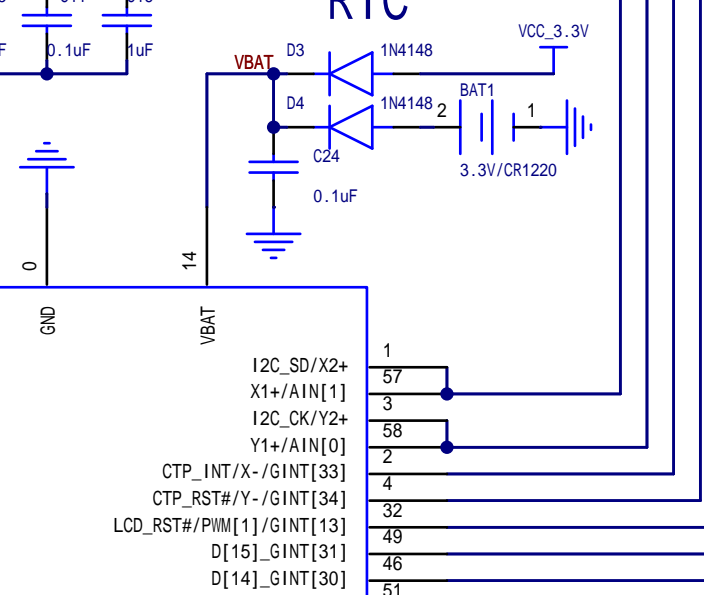 RTC
VCC_3.3V
0.1uF
1uF
VBAT
D3
1N4148
D4
1N4148
BAT1
2
1
3.3V/CR1220
C24
0.1uF
0
14
GND
VBAT
I2C_SD/X2+
1
X1+/AIN[1]
57
I2C_CK/Y2+
3
Y1+/AIN[0]
58
CTP_INT/X-/GINT[33]
2
CTP_RST#/Y-/GINT[34]
4
LCD_RST#/PWM[1]/GINT[13]
32
D[15]_GINT[31]
49
D[14]_GINT[30]
46
51